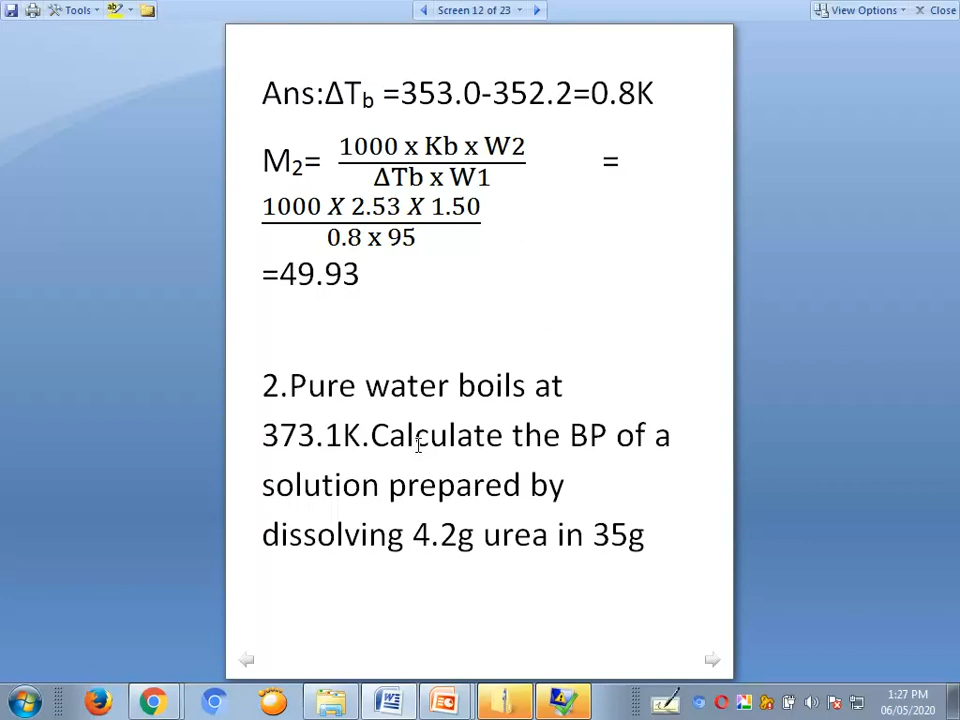 Tools
Screen 12 of 23
View Options
Close
Ans:ΔTb =353.0-352.2=0.8K
M2= 1000 x Kb x W2 =
ΔTb x W1
1000 X 2.53 X 1.50
0.8 x 95
=49.93
2.Pure water boils at
373.1K.Calculate the BP of a
solution prepared by
dissolving 4.2g urea in 35g
1:27 PM
06/05/2020